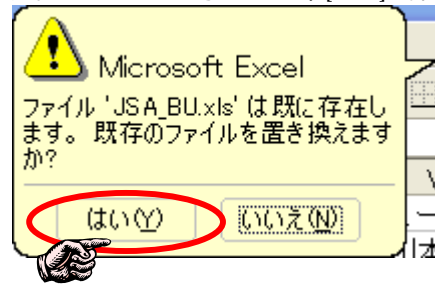 Microsoft Excel
ファイル 'JSA_BU.xls' は既に存在し
ます。 既存のファイルを置き換えます
か?
はい(Y)
いいえ(N)